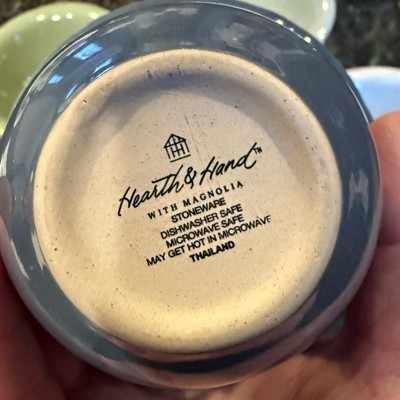 Hearth & Hand™
WITH MAGNOLIA
STONEWARE
DISHWASHER SAFE
MICROWAVE SAFE
MAY GET HOT IN MICROWAVE
THAILAND